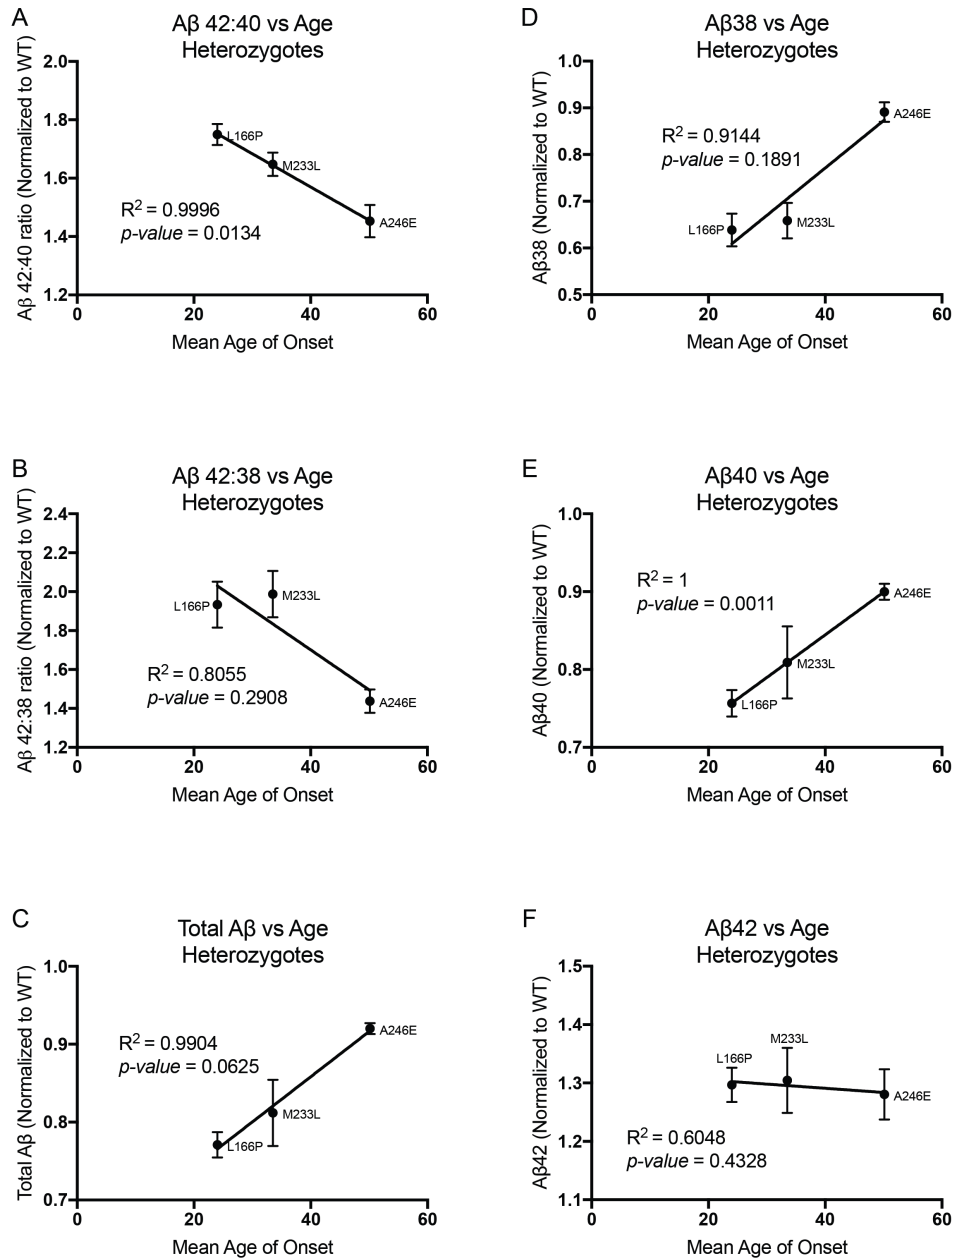 A
Aβ 42:40 vs Age
Heterozygotes
Aβ 42:40 ratio (Normalized to WT)
2.0
1.8
1.6
1.4
1.2
L166P
M233L
A246E
R² = 0.9996
p-value = 0.0134
0
20
40
60
Mean Age of Onset
B
Aβ 42:38 vs Age
Heterozygotes
Aβ 42:38 ratio (Normalized to WT)
2.4
2.2
2.0
1.8
1.6
1.4
1.2
L166P
M233L
A246E
R² = 0.8055
p-value = 0.2908
0
20
40
60
Mean Age of Onset
C
Total Aβ vs Age
Heterozygotes
Total Aβ (Normalized to WT)
1.0
0.9
0.8
0.7
A246E
R² = 0.9904
p-value = 0.0625
M233L
L166P
0
20
40
60
Mean Age of Onset
D
Aβ38 vs Age
Heterozygotes
Aβ38 (Normalized to WT)
1.0
0.9
0.8
0.7
0.6
0.5
A246E
R² = 0.9144
p-value = 0.1891
L166P
M233L
0
20
40
60
Mean Age of Onset
E
Aβ40 vs Age
Heterozygotes
Aβ40 (Normalized to WT)
1.0
0.9
0.8
0.7
R² = 1
p-value = 0.0011
A246E
M233L
L166P
0
20
40
60
Mean Age of Onset
F
Aβ42 vs Age
Heterozygotes
Aβ42 (Normalized to WT)
1.5
1.4
1.3
1.2
1.1
M233L
L166P
A246E
R² = 0.6048
p-value = 0.4328
0
20
40
60
Mean Age of Onset